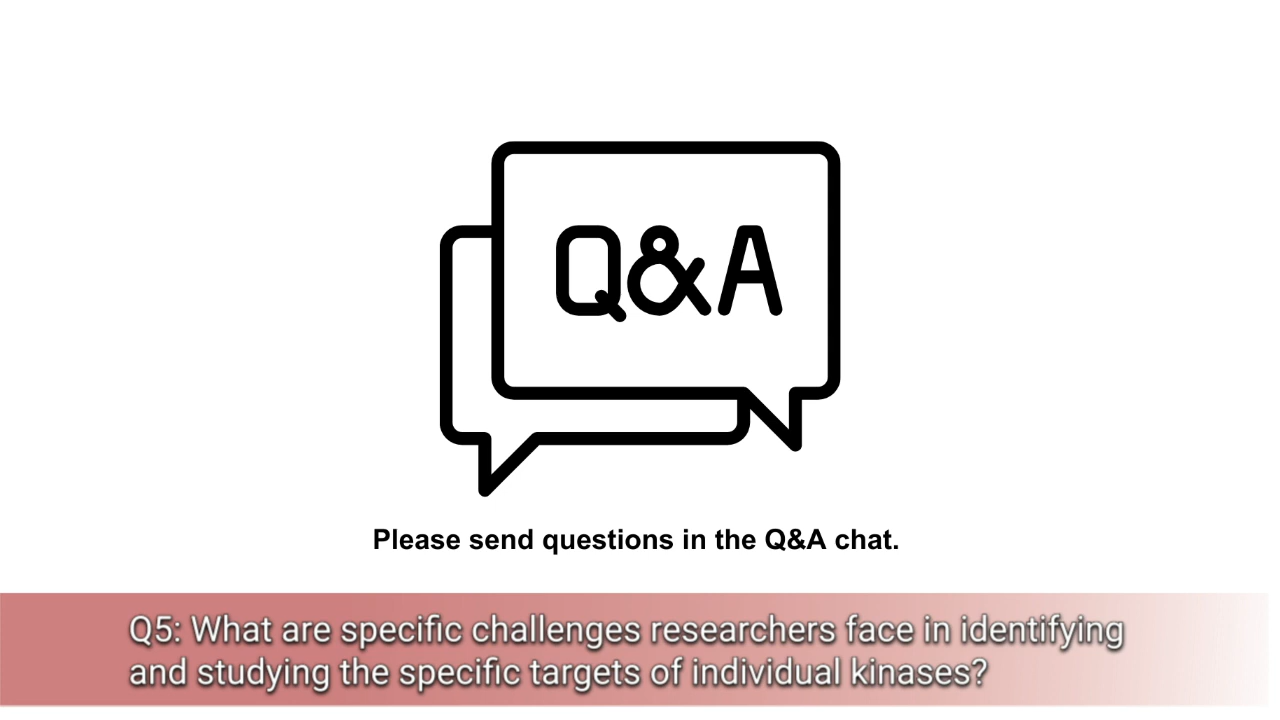 Q&A
Please send questions in the Q&A chat.
Q5: What are specific challenges researchers face in identifying
and studying the specific targets of individual kinases?